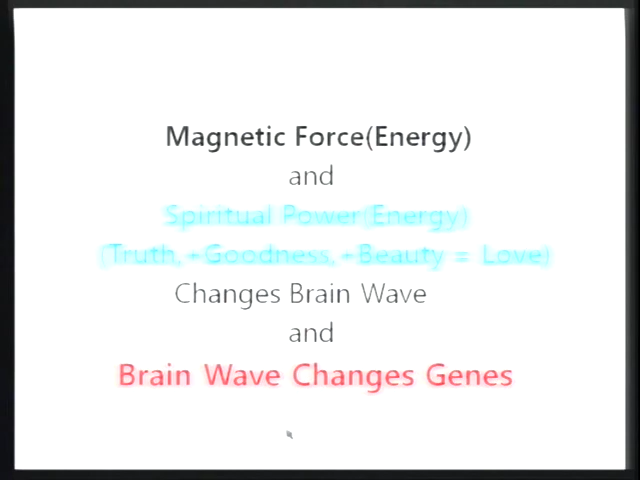 Magnetic Force(Energy)
and
Spiritual Power(Energy)
(Truth,+Goodness,+Beauty = Love)
Changes Brain Wave
and
Brain Wave Changes Genes